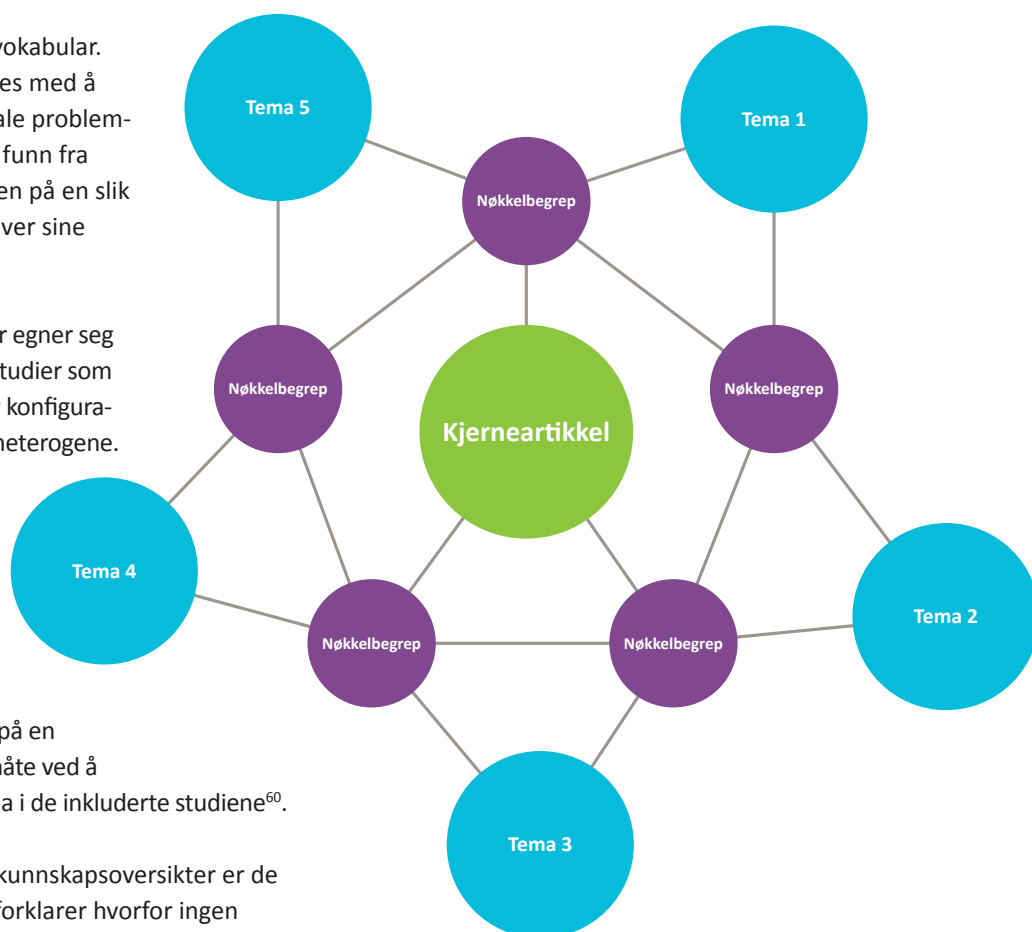 vokabular.
es med å
ale problem-
funn fra
en på en slik
ver sine
r egner seg
tudier som
konfigura-
heterogene.
på en
åte ved å
a i de inkluderte studiene60.
kunnskapsoversikter er de
forklarer hvorfor ingen
Tema 5
Tema 1
Nøkkelbegrep
Nøkkelbegrep
Nøkkelbegrep
Kjerneartikkel
Tema 4
Nøkkelbegrep
Nøkkelbegrep
Tema 2
Tema 3